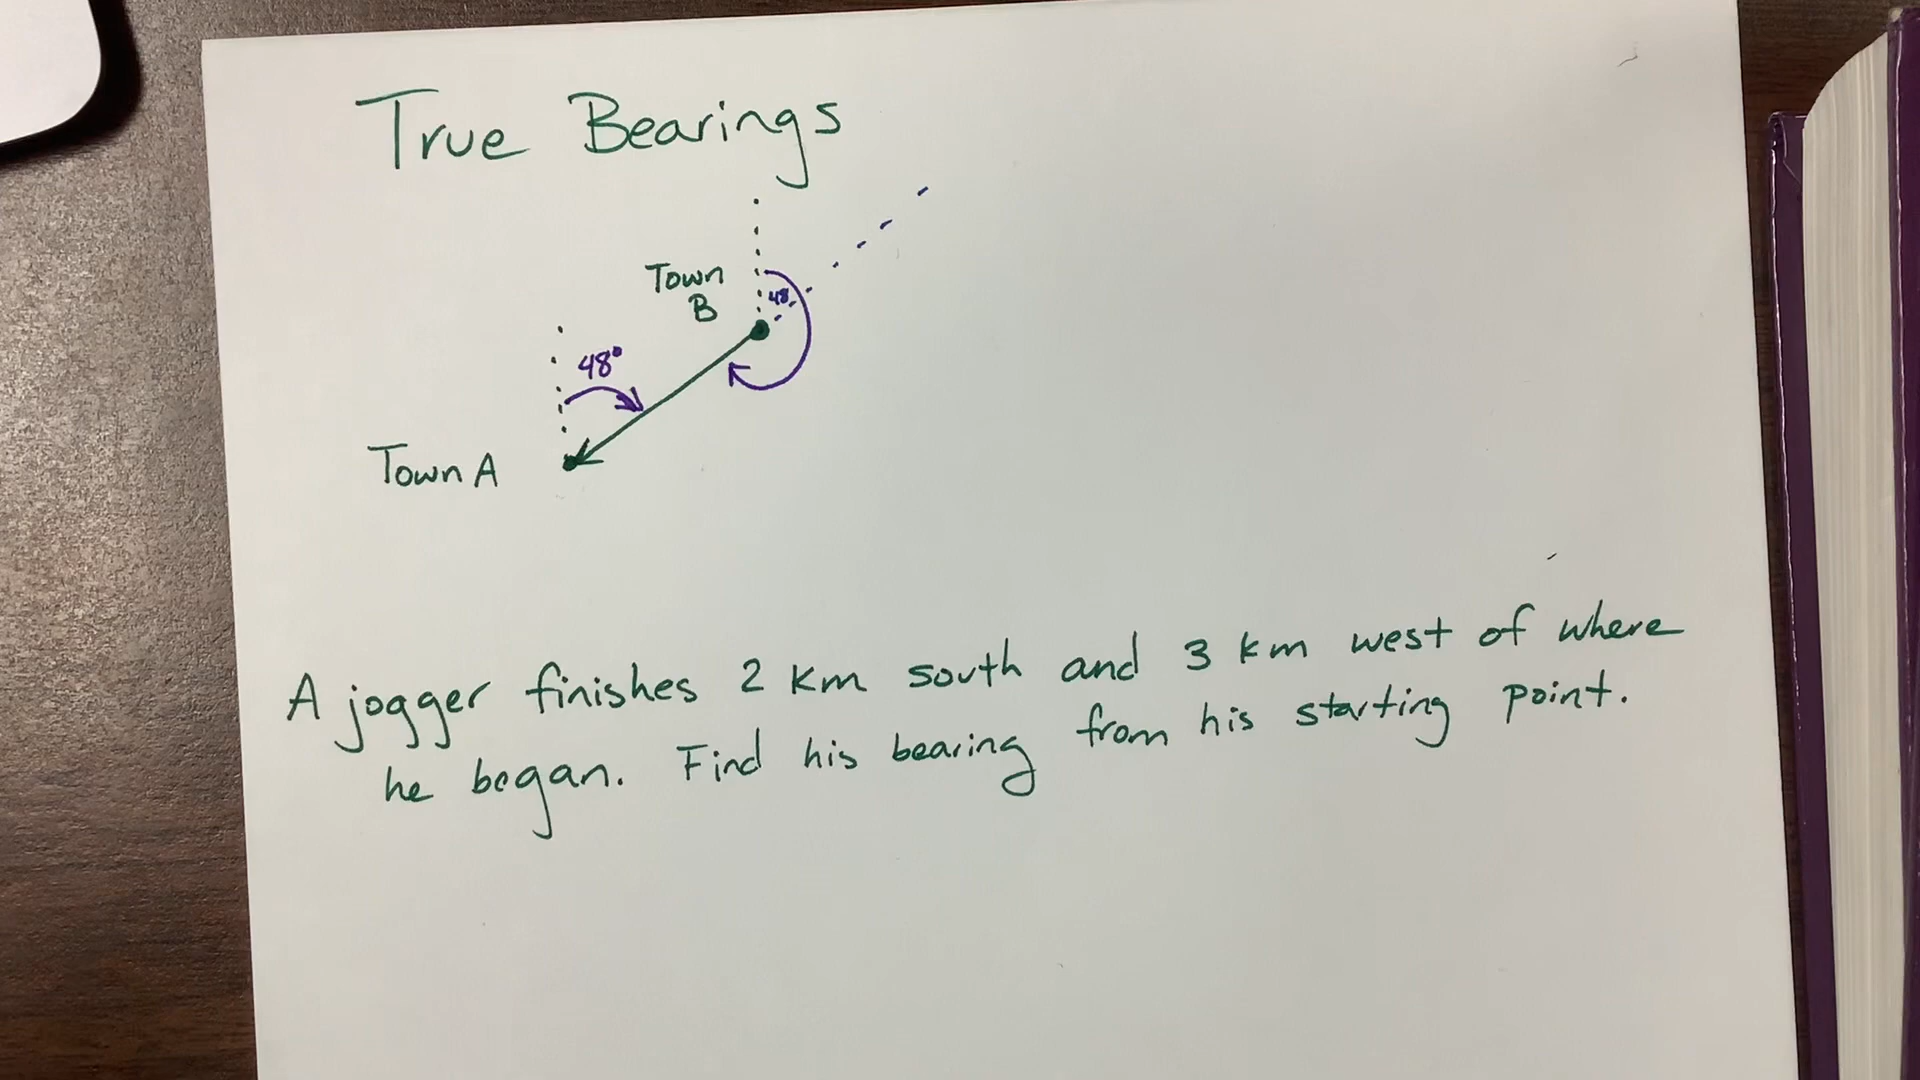 True Bearings
Town
B
48
48°
Town A
A jogger finishes 2 km south and 3 km west of where
he began. Find his bearing from his starting point.